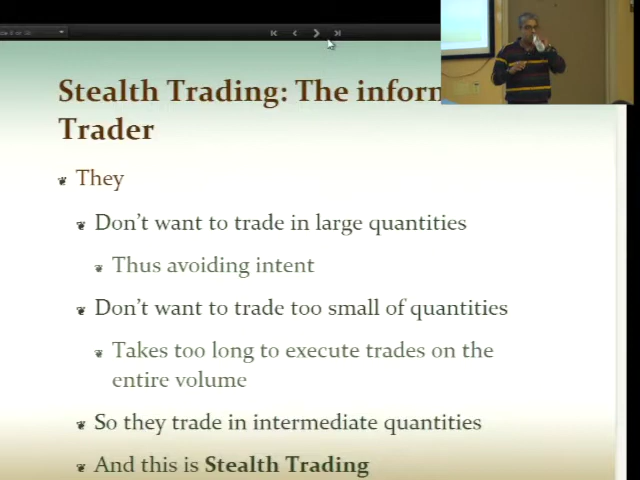 Stealth Trading: The inform
Trader
They
Don't want to trade in large quantities
Thus avoiding intent
Don't want to trade too small of quantities
Takes too long to execute trades on the
entire volume
So they trade in intermediate quantities
And this is Stealth Trading